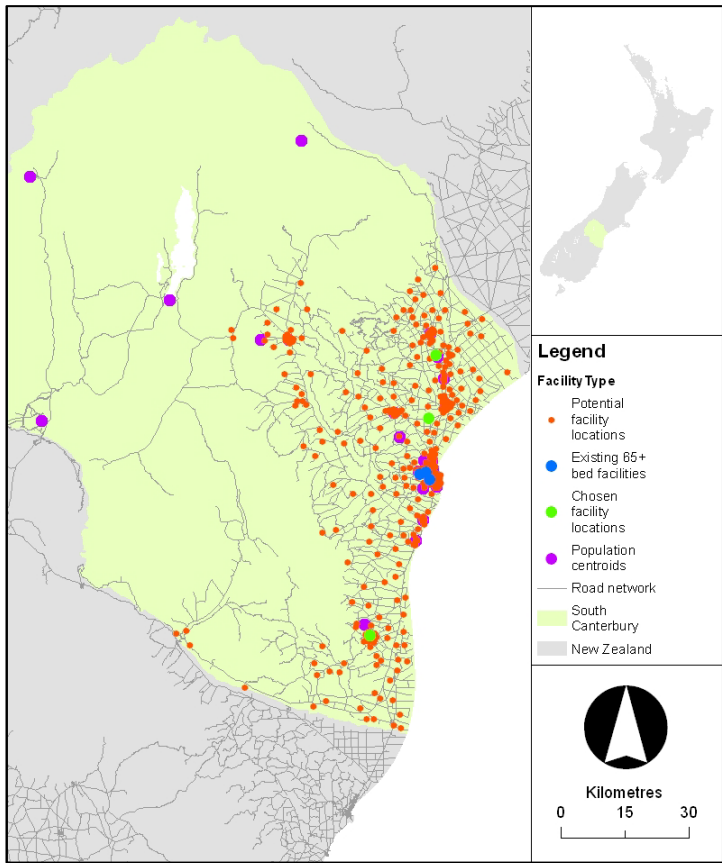 Legend
Facility Type
Potential
facility
locations
Existing 65+
bed facilities
Chosen
facility
locations
Population
centroids
Road network
South
Canterbury
New Zealand
Kilometres
0 15 30